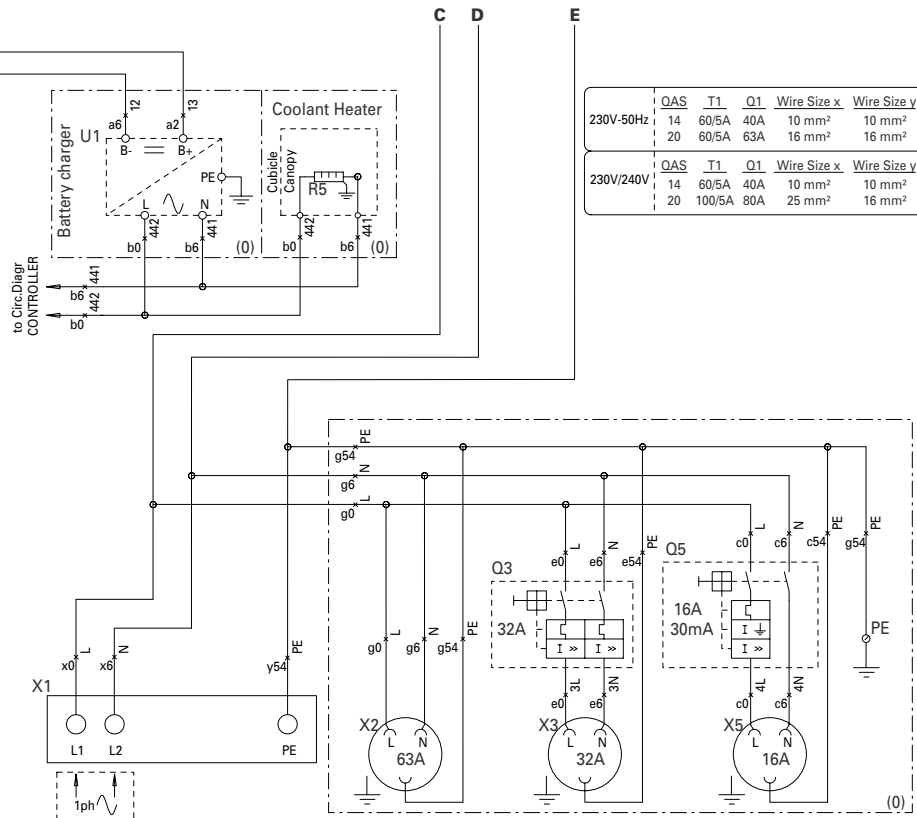 C D E
12 13
a6 a2
U1
B- B+
Battery charger
PE
L N
442 441
b0 b6
(0)
Coolant Heater
Cubicle
Canopy
R5
442 441
b0 b6
(0)
441
b6
442
b0
to Circ.Diagr
CONTROLLER
QAS T1 Q1 Wire Size x Wire Size y
230V-50Hz
14 60/5A 40A 10 mm² 10 mm²
20 60/5A 63A 16 mm² 16 mm²
QAS T1 Q1 Wire Size x Wire Size y
230V/240V
14 60/5A 40A 10 mm² 10 mm²
20 100/5A 80A 25 mm² 16 mm²
PE
g54
N
g6
L
g0
L N PE
e0 e6 e54
L N PE PE
c0 c6 c54 g54
Q3
32A
I >> I >>
Q5
16A
30mA
I
I >>
PE
L N PE
g0 g6 g54
3L 3N
e0 e6
4L 4N
c0 c6
L N PE
x0 x6 y54
X1
L1 L2 PE
1ph
X2
L N
63A
X3
L N
32A
X5
L N
16A
(0)